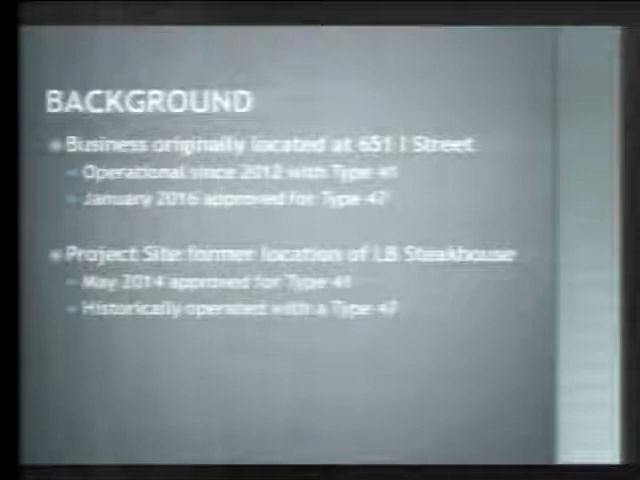 BACKGROUND
Business originally located at 651 I Street
Operational since 2012 with Type 41
January 2016 approved for Type 47
Project Site former location of LB Steakhouse
May 2014 approved for Type 41
Historically operated with a Type 47